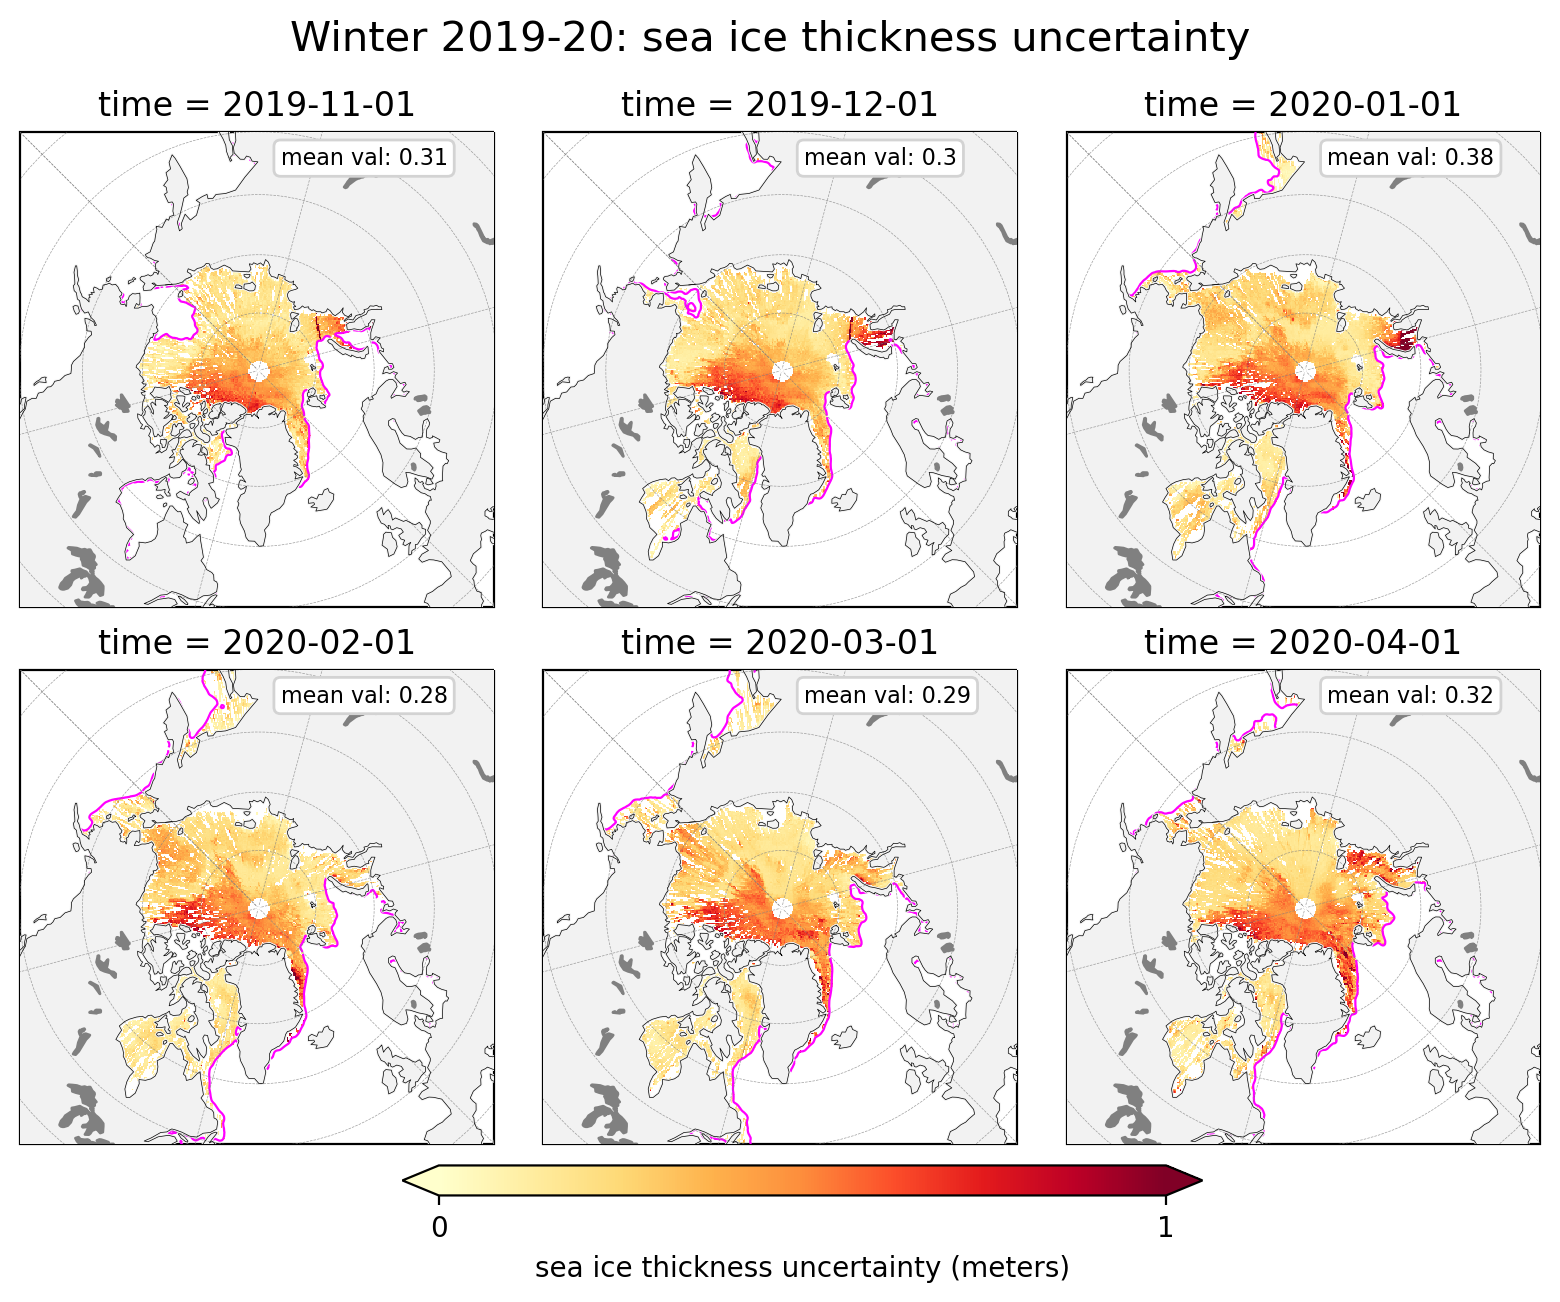 Winter 2019-20: sea ice thickness uncertainty
time = 2019-11-01
time = 2019-12-01
time = 2020-01-01
mean val: 0.31
mean val: 0.3
mean val: 0.38
time = 2020-02-01
time = 2020-03-01
time = 2020-04-01
mean val: 0.28
mean val: 0.29
mean val: 0.32
0
1
sea ice thickness uncertainty (meters)